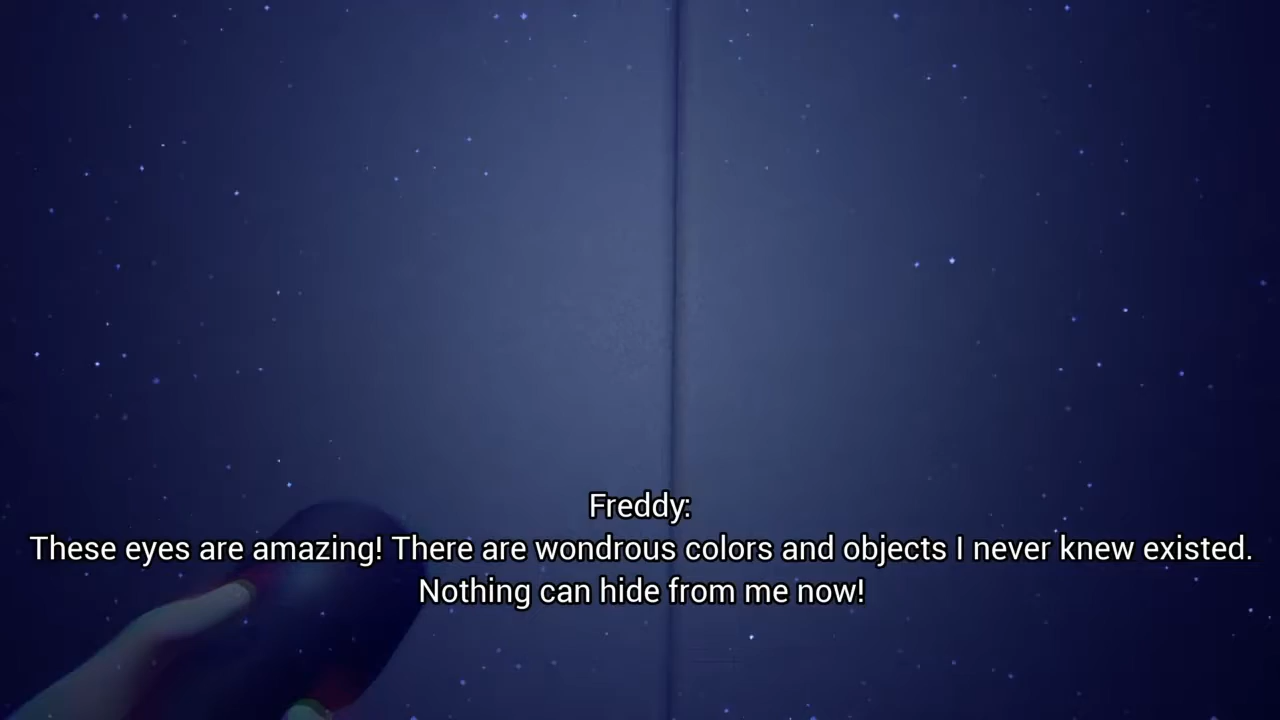 Freddy:
These eyes are amazing! There are wondrous colors and objects I never knew existed.
Nothing can hide from me now!